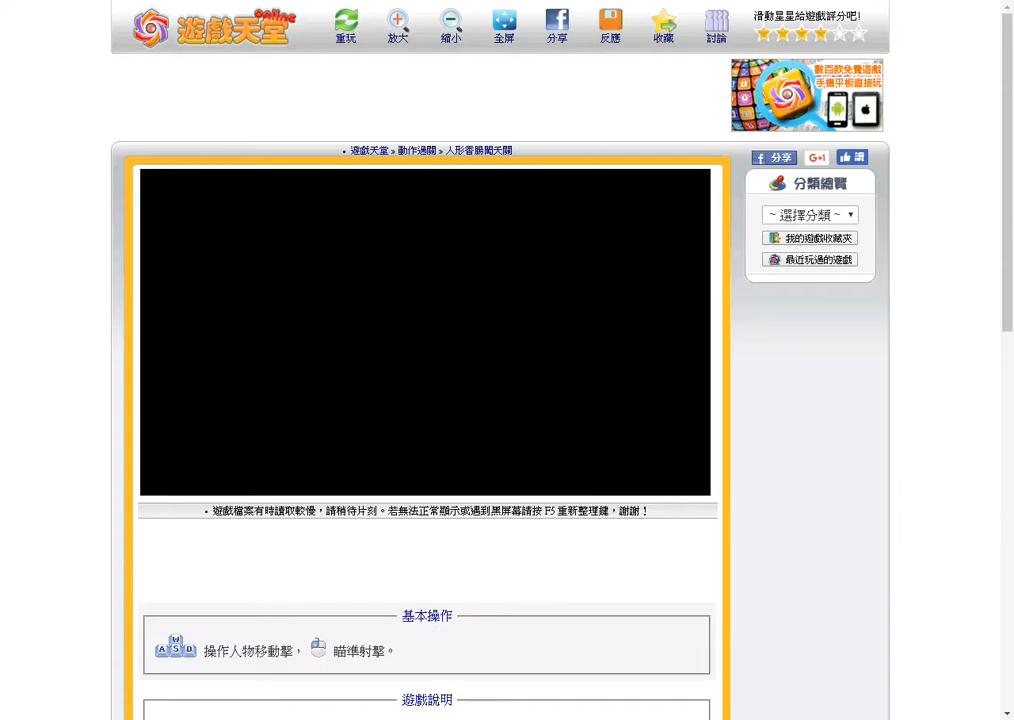 遊戲天堂 online
重玩 放大 縮小 全屏 分享 反應 收藏 討論
滑動星星給遊戲評分吧!
數百款免費遊戲
手機平板直接玩
• 遊戲天堂 » 動作過關 » 人形香腸闖天關
f 分享 G+1 讚
分類總覽
~ 選擇分類 ~
我的遊戲收藏夾
最近玩過的遊戲
• 遊戲檔案有時讀取較慢，請稍待片刻。若無法正常顯示或遇到黑屏幕請按 F5 重新整理鍵，謝謝！
基本操作
W A S D 操作人物移動擊， 瞄準射擊。
遊戲說明